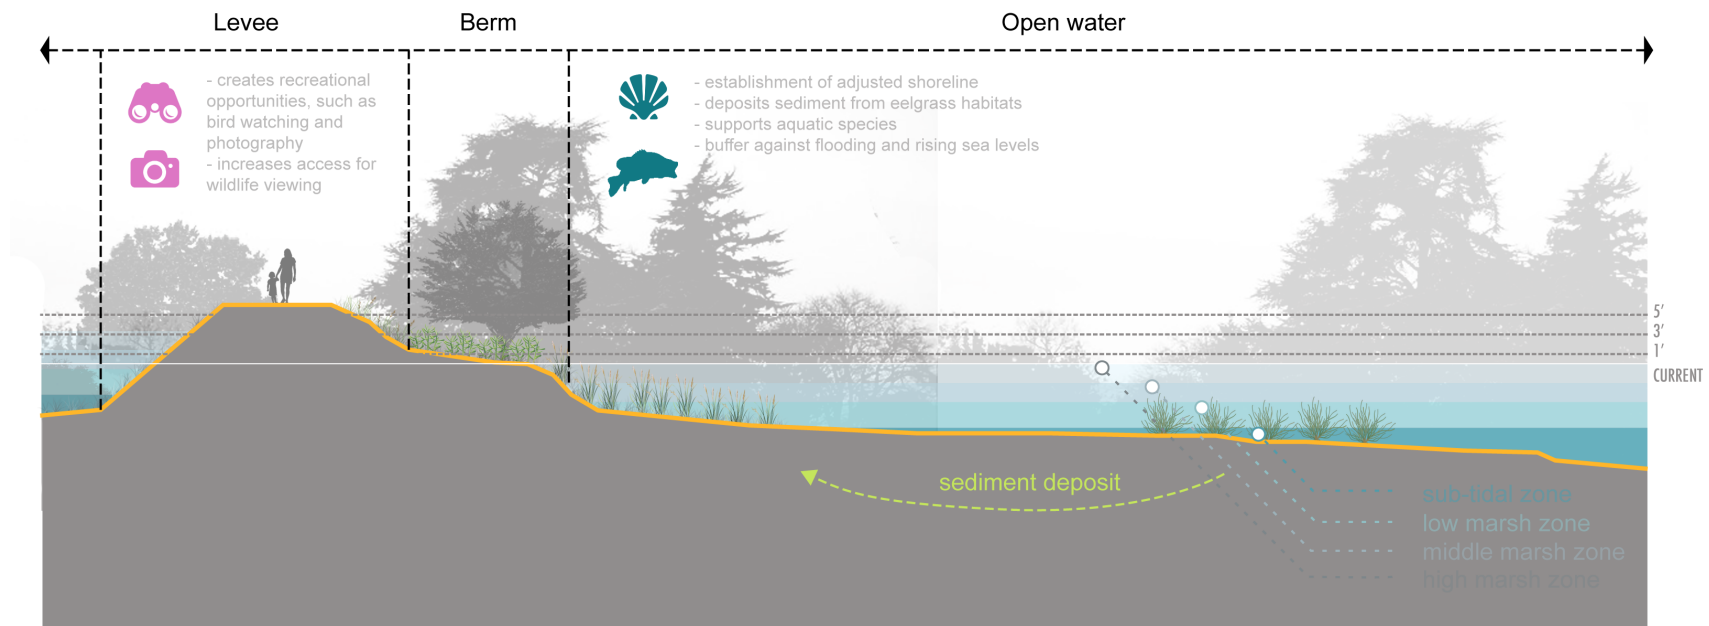 Levee
Berm
Open water
- creates recreational
opportunities, such as
bird watching and
photography
- increases access for
wildlife viewing
- establishment of adjusted shoreline
- deposits sediment from eelgrass habitats
- supports aquatic species
- buffer against flooding and rising sea levels
5’
3’
1’
CURRENT
sediment deposit
sub-tidal zone
low marsh zone
middle marsh zone
high marsh zone